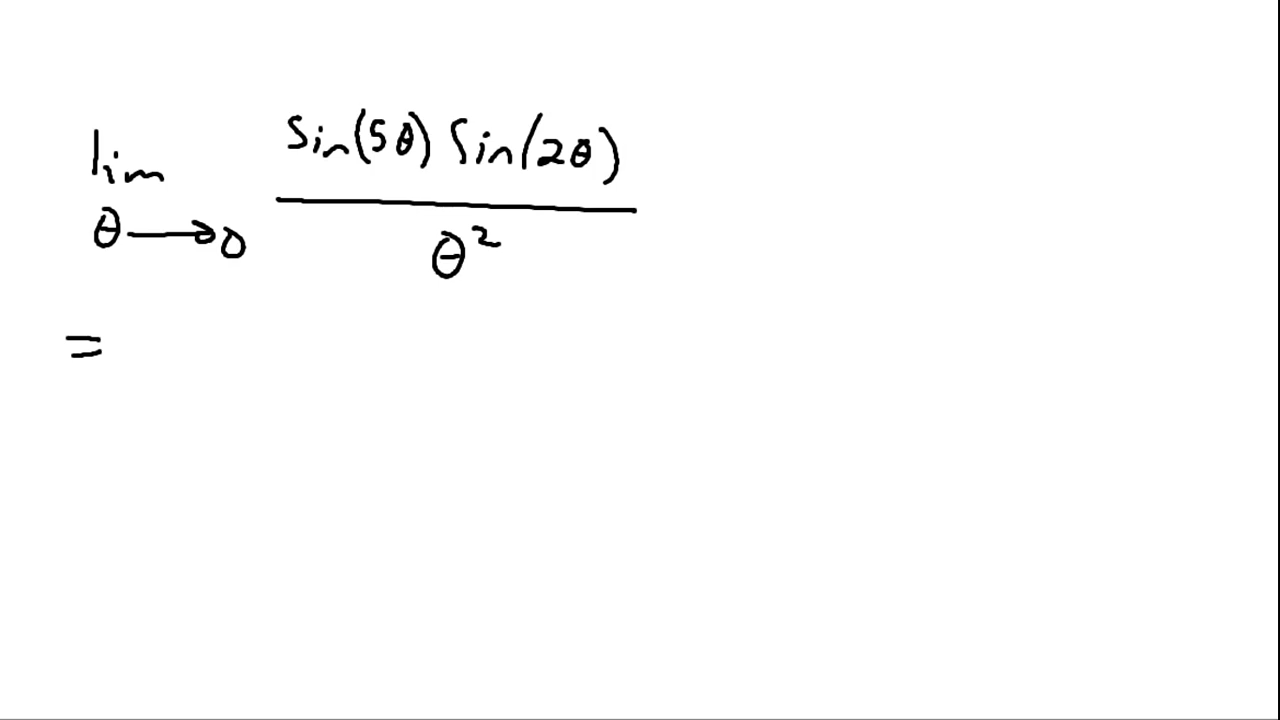 lim θ→0 sin(5θ) sin(2θ) / θ²
=